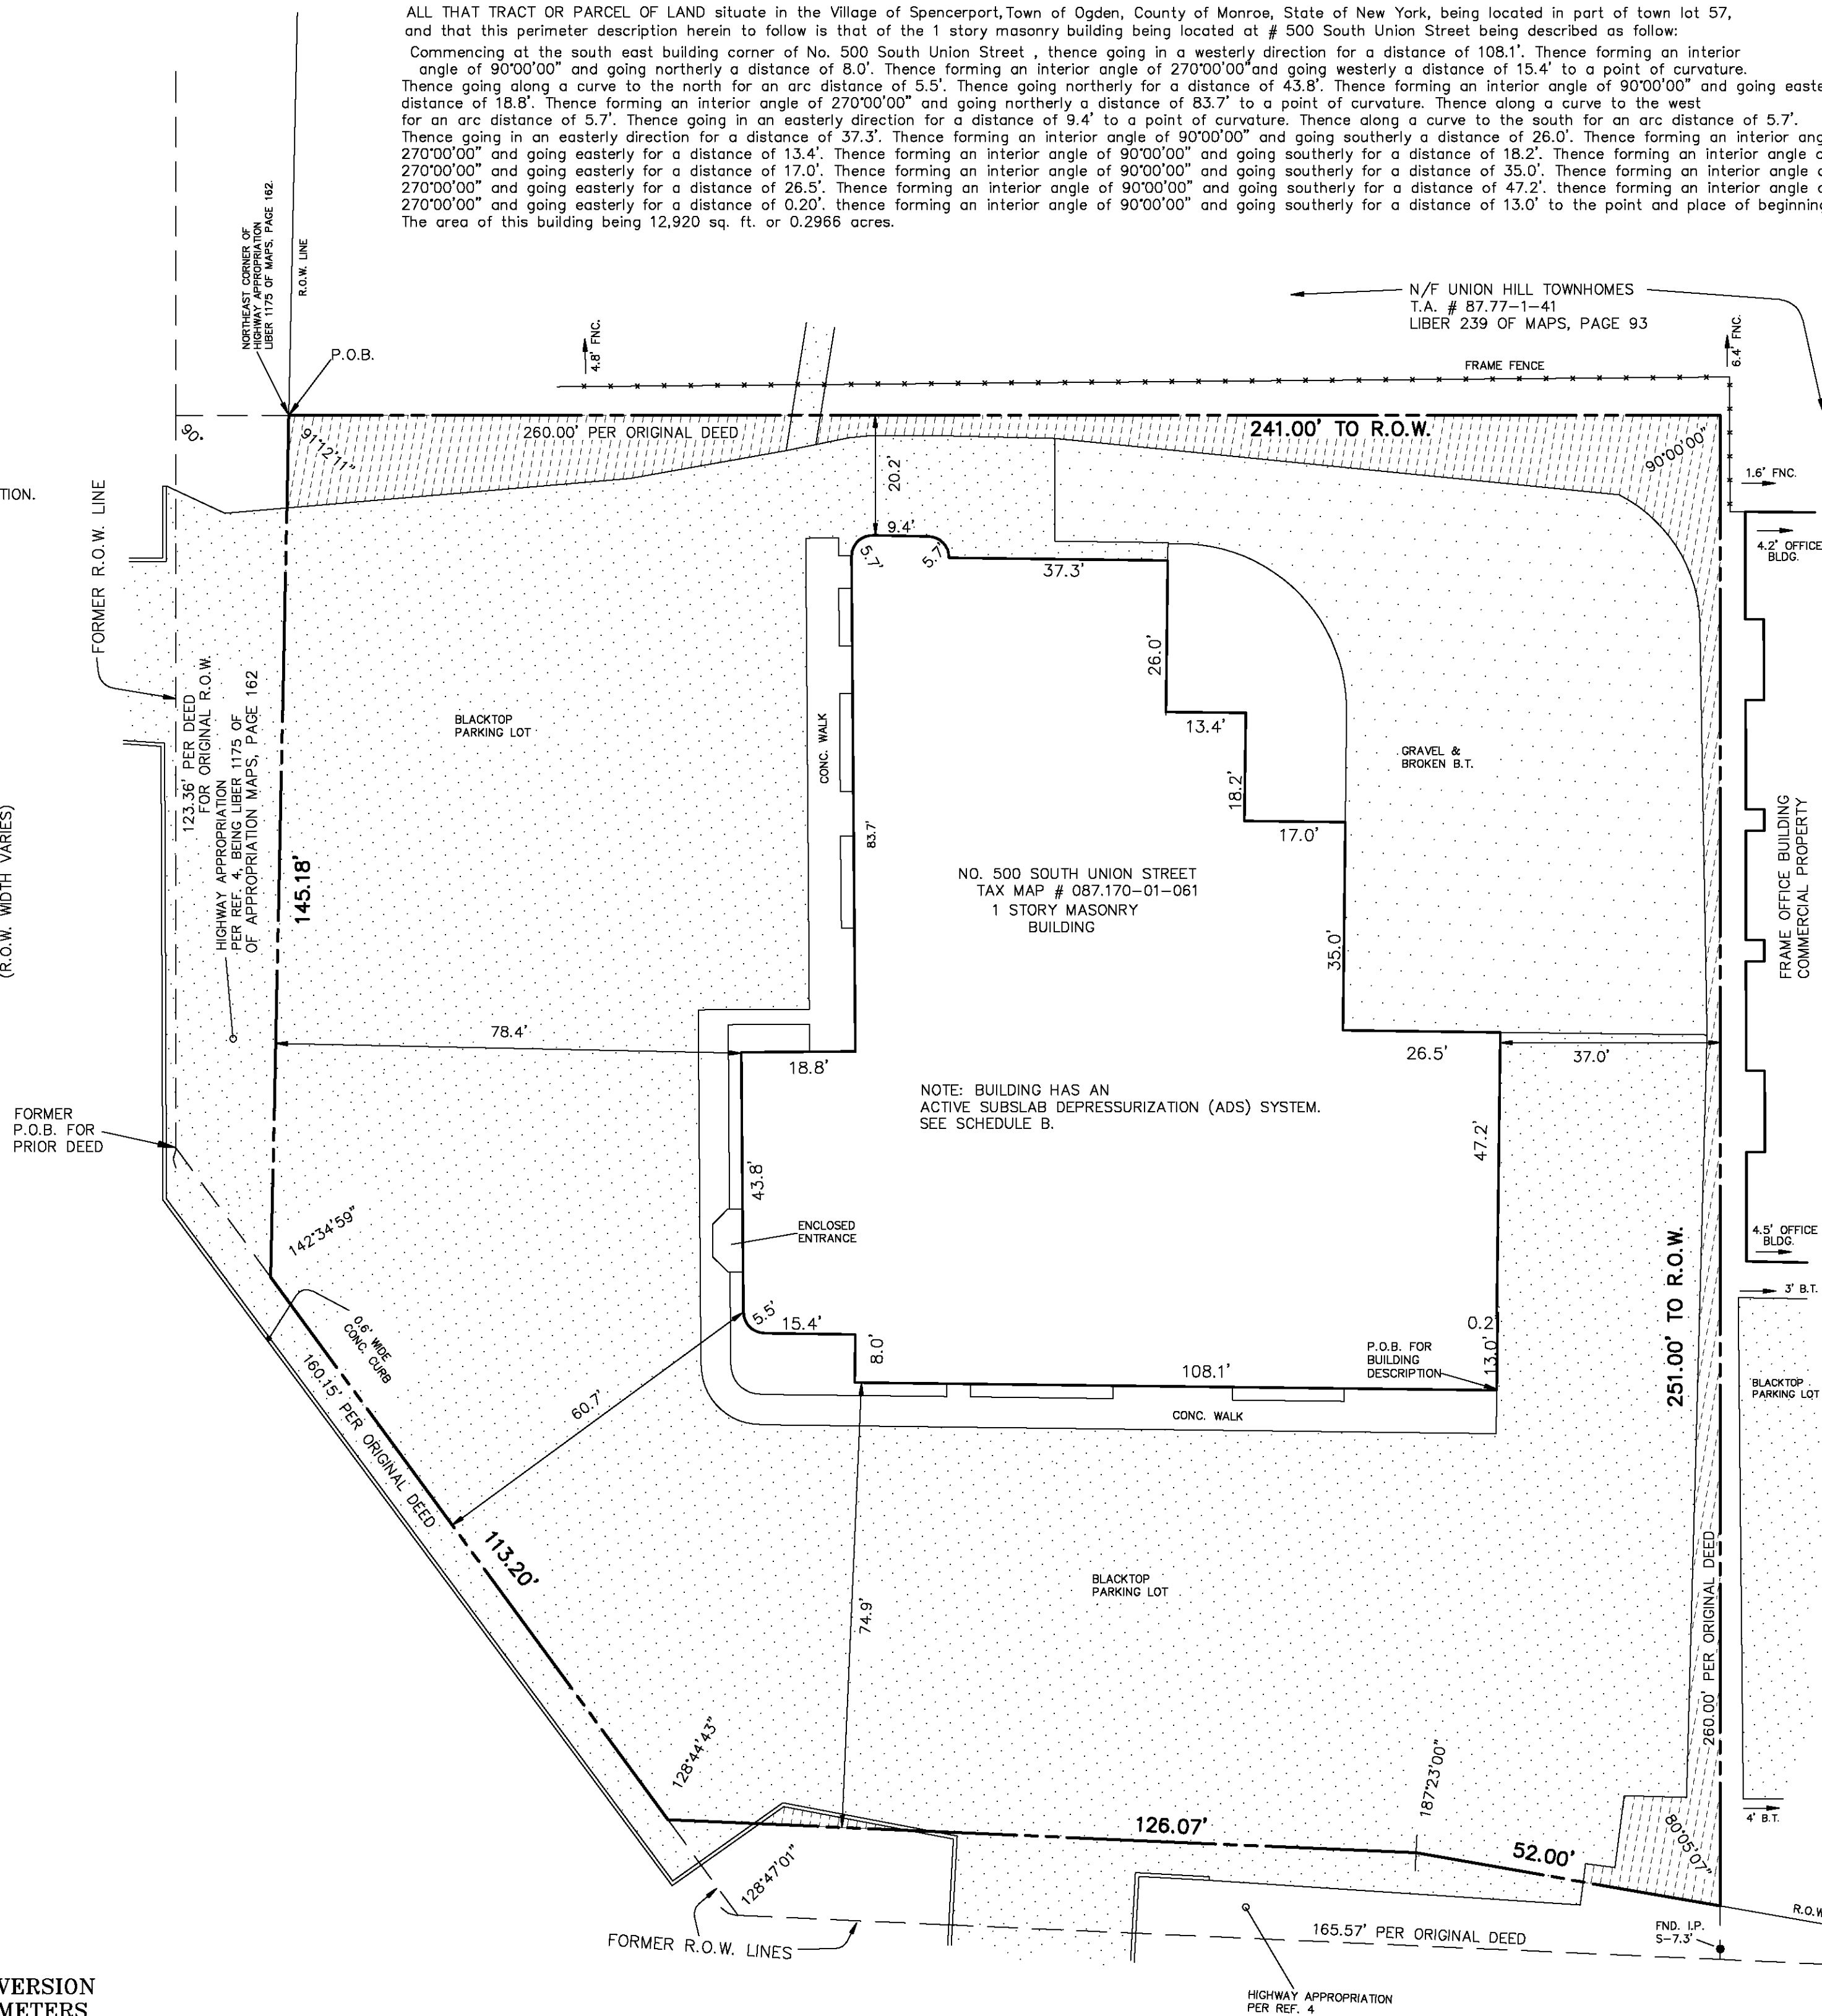 ALL THAT TRACT OR PARCEL OF LAND situate in the Village of Spencerport, Town of Ogden, County of Monroe, State of New York, being located in part of town lot 57,
and that this perimeter description herein to follow is that of the 1 story masonry building being located at # 500 South Union Street being described as follow:
Commencing at the south east building corner of No. 500 South Union Street , thence going in a westerly direction for a distance of 108.1'. Thence forming an interior
angle of 90°00'00" and going northerly a distance of 8.0'. Thence forming an interior angle of 270°00'00"and going westerly a distance of 15.4' to a point of curvature.
Thence going along a curve to the north for an arc distance of 5.5'. Thence going northerly for a distance of 43.8'. Thence forming an interior angle of 90°00'00" and going easte
distance of 18.8'. Thence forming an interior angle of 270°00'00" and going northerly a distance of 83.7' to a point of curvature. Thence along a curve to the west
for an arc distance of 5.7'. Thence going in an easterly direction for a distance of 9.4' to a point of curvature. Thence along a curve to the south for an arc distance of 5.7'.
Thence going in an easterly direction for a distance of 37.3'. Thence forming an interior angle of 90°00'00" and going southerly a distance of 26.0'. Thence forming an interior ang
270°00'00" and going easterly for a distance of 13.4'. Thence forming an interior angle of 90°00'00" and going southerly for a distance of 18.2'. Thence forming an interior angle o
270°00'00" and going easterly for a distance of 17.0'. Thence forming an interior angle of 90°00'00" and going southerly for a distance of 35.0'. Thence forming an interior angle o
270°00'00" and going easterly for a distance of 26.5'. Thence forming an interior angle of 90°00'00" and going southerly for a distance of 47.2'. thence forming an interior angle o
270°00'00" and going easterly for a distance of 0.20'. thence forming an interior angle of 90°00'00" and going southerly for a distance of 13.0' to the point and place of beginning
The area of this building being 12,920 sq. ft. or 0.2966 acres.
NORTHEAST CORNER OF
HIGHWAY APPROPRIATION
LIBER 1175 OF MAPS, PAGE 162.
R.O.W. LINE
P.O.B.
4.8' FNC.
N/F UNION HILL TOWNHOMES
T.A. # 87.77-1-41
LIBER 239 OF MAPS, PAGE 93
6.4' FNC.
FRAME FENCE
90°
91°12'11"
260.00' PER ORIGINAL DEED
241.00' TO R.O.W.
90°00'00"
1.6' FNC.
20.2'
TION.
FORMER R.O.W. LINE
9.4'
5.7'
5.7'
37.3'
4.2' OFFICE
BLDG.
26.0'
123.36' PER DEED
FOR ORIGINAL R.O.W.
HIGHWAY APPROPRIATION
PER REF. 4, BEING LIBER 1175 OF
OF APPROPRIATION MAPS, PAGE 162
BLACKTOP
PARKING LOT
CONC. WALK
13.4'
18.2'
GRAVEL &
BROKEN B.T.
17.0'
83.7'
145.18'
(R.O.W. WIDTH VARIES)
NO. 500 SOUTH UNION STREET
TAX MAP # 087.170-01-061
1 STORY MASONRY
BUILDING
35.0'
FRAME OFFICE BUILDING
COMMERCIAL PROPERTY
78.4'
18.8'
26.5'
37.0'
NOTE: BUILDING HAS AN
ACTIVE SUBSLAB DEPRESSURIZATION (ADS) SYSTEM.
SEE SCHEDULE B.
FORMER
P.O.B. FOR
PRIOR DEED
47.2'
43.8'
142°34'59"
ENCLOSED
ENTRANCE
4.5' OFFICE
BLDG.
3' B.T.
251.00' TO R.O.W.
5.5'
15.4'
8.0'
0.2'
13.0'
P.O.B. FOR
BUILDING
DESCRIPTION
108.1'
0.6' WIDE
CONC. CURB
160.15' PER ORIGINAL DEED
60.7'
CONC. WALK
BLACKTOP
PARKING LOT
113.20'
BLACKTOP
PARKING LOT
74.9'
260.00' PER ORIGINAL DEED
128°44'43"
187°23'00"
126.07'
52.00'
80°05'07"
4' B.T.
128°47'01"
FORMER R.O.W. LINES
165.57' PER ORIGINAL DEED
FND. I.P.
S-7.3'
R.O.W
HIGHWAY APPROPRIATION
PER REF. 4
VERSION
METERS